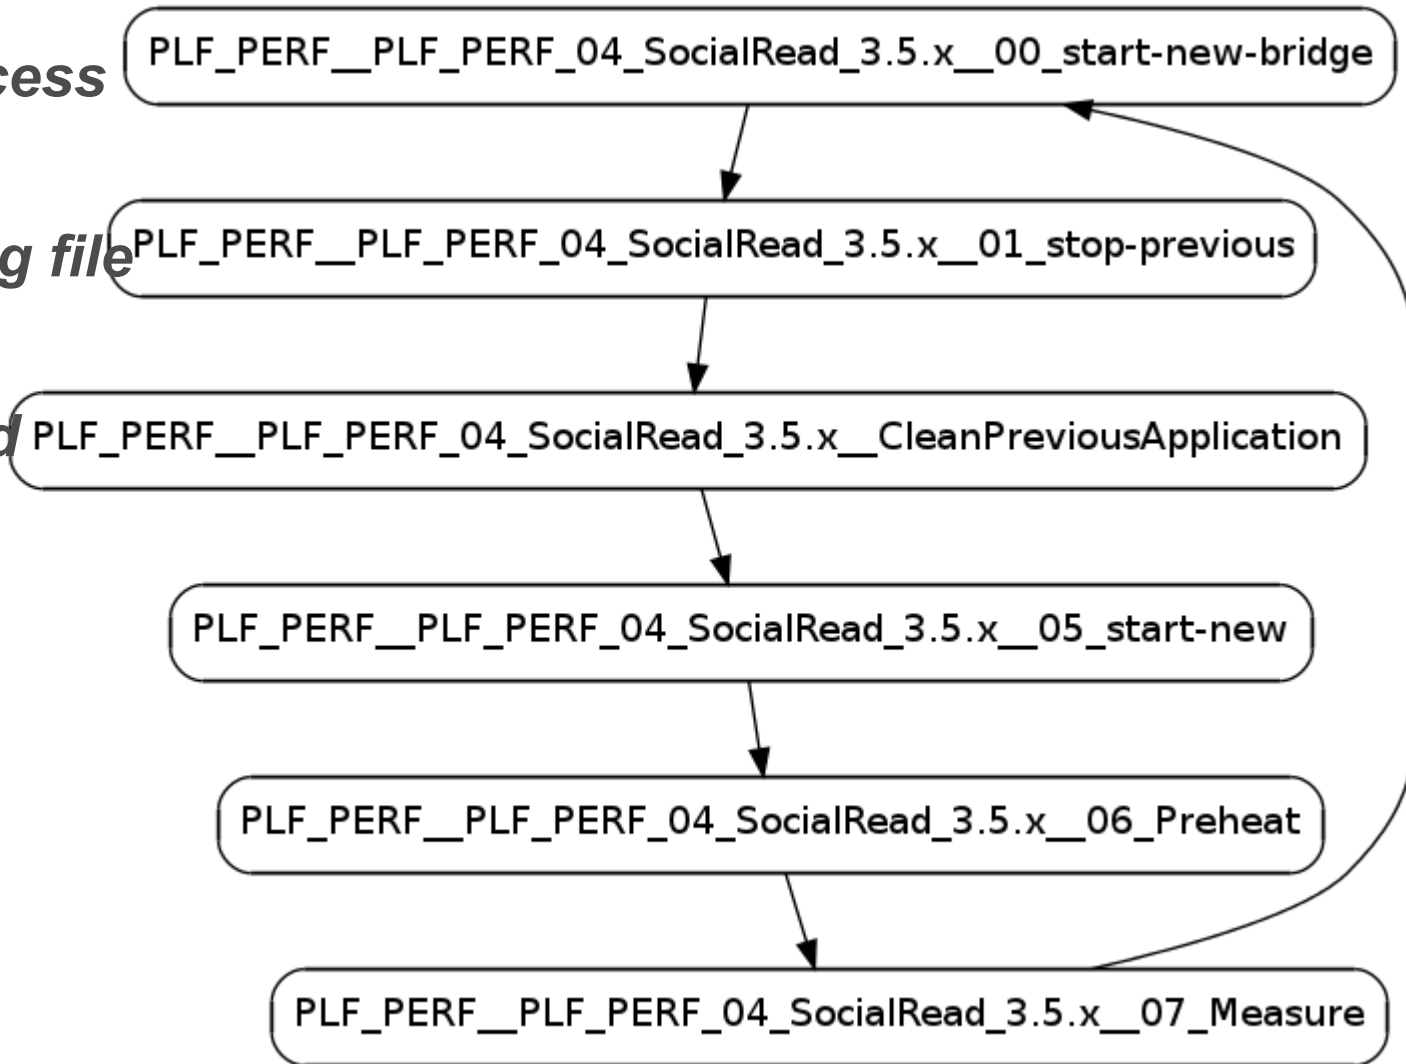 PLF_PERF__PLF_PERF_04_SocialRead_3.5.x__00_start-new-bridge
cess
PLF_PERF__PLF_PERF_04_SocialRead_3.5.x__01_stop-previous
g file
PLF_PERF__PLF_PERF_04_SocialRead_3.5.x__CleanPreviousApplication
d
PLF_PERF__PLF_PERF_04_SocialRead_3.5.x__05_start-new
PLF_PERF__PLF_PERF_04_SocialRead_3.5.x__06_Preheat
PLF_PERF__PLF_PERF_04_SocialRead_3.5.x__07_Measure